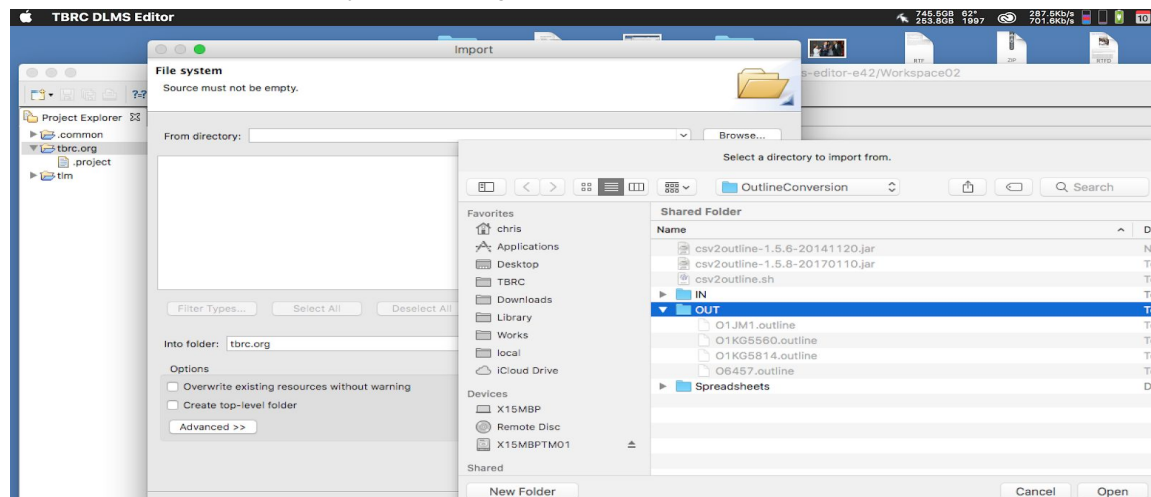 TBRC DLMS Editor
745.5GB 62°
253.8GB 1997
287.5Kb/s
701.6Kb/s
10
Import
RTF
ZIP
RTFD
File system
Source must not be empty.
s-editor-e42/Workspace02
Project Explorer
.common
tbrc.org
.project
tlm
From directory:
Browse...
Select a directory to import from.
OutlineConversion
Search
Favorites
chris
Applications
Desktop
TBRC
Downloads
Library
Works
local
iCloud Drive
Devices
X15MBP
Remote Disc
X15MBPTM01
Shared
Shared Folder
Name
D
csv2outline-1.5.6-20141120.jar
N
csv2outline-1.5.8-20170110.jar
T
csv2outline.sh
T
IN
T
OUT
T
O1JM1.outline
T
O1KG5560.outline
T
O1KG5814.outline
T
O6457.outline
T
Spreadsheets
D
Filter Types...
Select All
Deselect All
Into folder:
tbrc.org
Options
Overwrite existing resources without warning
Create top-level folder
Advanced >>
New Folder
Cancel
Open